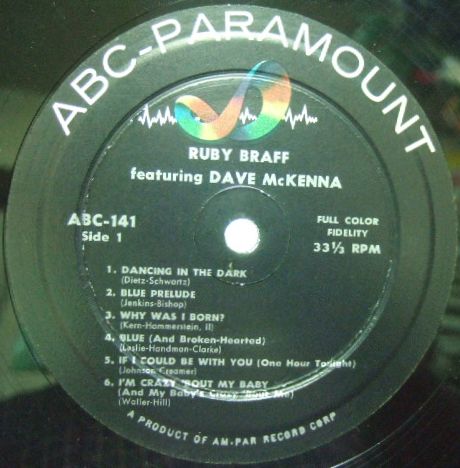 ABC-PARAMOUNT
RUBY BRAFF
featuring DAVE McKENNA
ABC-141
Side 1
FULL COLOR
FIDELITY
33⅓ RPM
1. DANCING IN THE DARK
(Dietz-Schwartz)
2. BLUE PRELUDE
(Jenkins-Bishop)
3. WHY WAS I BORN?
(Kern-Hammerstein, II)
4. BLUE (And Broken-Hearted)
(Leslie-Handman-Clarke)
5. IF I COULD BE WITH YOU (One Hour Tonight)
(Johnson-Creamer)
6. I'M CRAZY 'BOUT MY BABY
(And My Baby's Crazy 'Bout Me)
(Waller-Hill)
A PRODUCT OF AM-PAR RECORD CORP